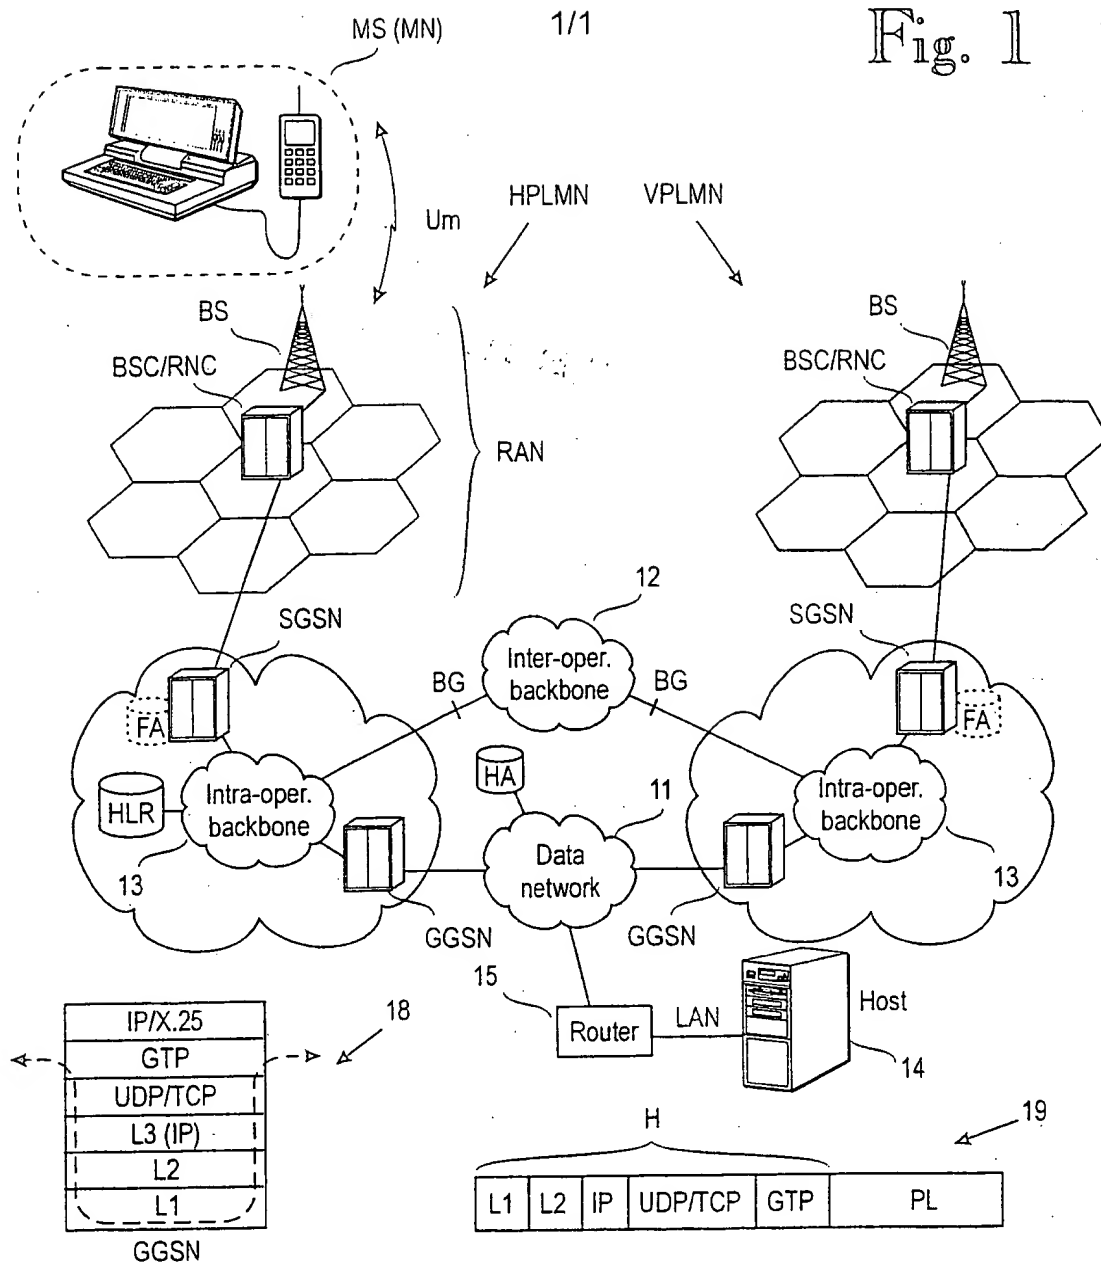 MS (MN)
1/1
Fig. 1
Um
HPLMN
VPLMN
BS
BSC/RNC
RAN
BS
BSC/RNC
12
SGSN
SGSN
Inter-oper.
backbone
BG
BG
FA
FA
HA
11
HLR
Intra-oper.
backbone
Intra-oper.
backbone
Data
network
13
13
GGSN
GGSN
15
Router
LAN
Host
14
18
IP/X.25
GTP
UDP/TCP
L3 (IP)
L2
L1
GGSN
H
19
L1 L2 IP UDP/TCP GTP PL